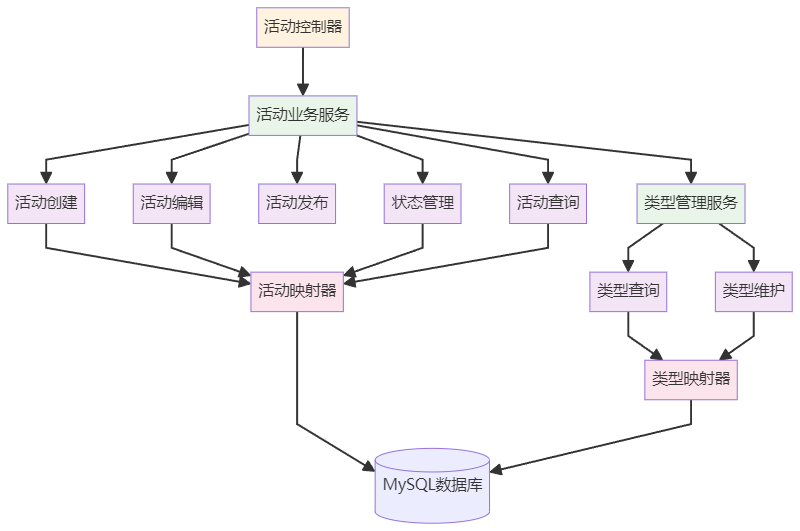 活动控制器
活动业务服务
活动创建
活动编辑
活动发布
状态管理
活动查询
类型管理服务
活动映射器
类型查询
类型维护
类型映射器
MySQL数据库